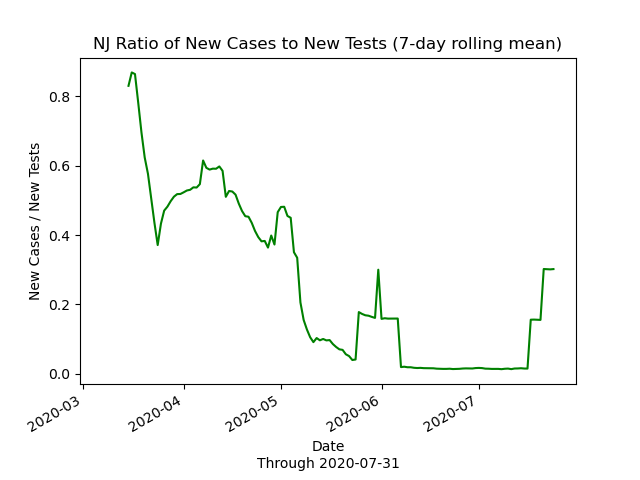 NJ Ratio of New Cases to New Tests (7-day rolling mean)
New Cases / New Tests
0.8
0.6
0.4
0.2
0.0
2020-03
2020-04
2020-05
2020-06
2020-07
Date
Through 2020-07-31